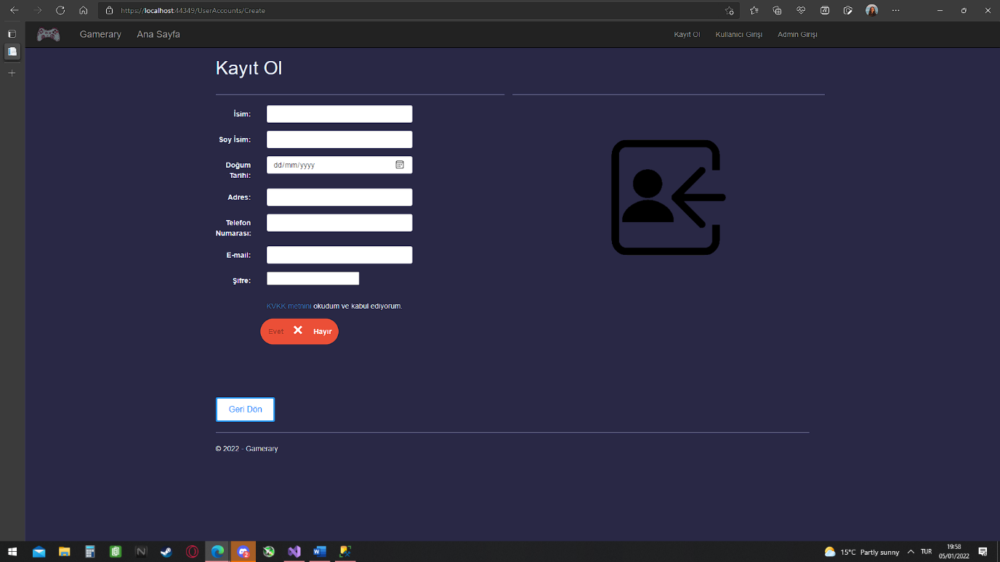 https://localhost:44349/UserAccounts/Create
Gamerary Ana Sayfa Kayıt Ol Kullanıcı Girişi Admin Girişi
Kayıt Ol
İsim:
Soy İsim:
Doğum
Tarihi:
dd/mm/yyyy
Adres:
Telefon
Numarası:
E-mail:
Şifre:
KVKK metnini okudum ve kabul ediyorum.
Evet Hayır
Geri Dön
© 2022 - Gamerary
15°C Partly sunny TUR 19:58
05/01/2022